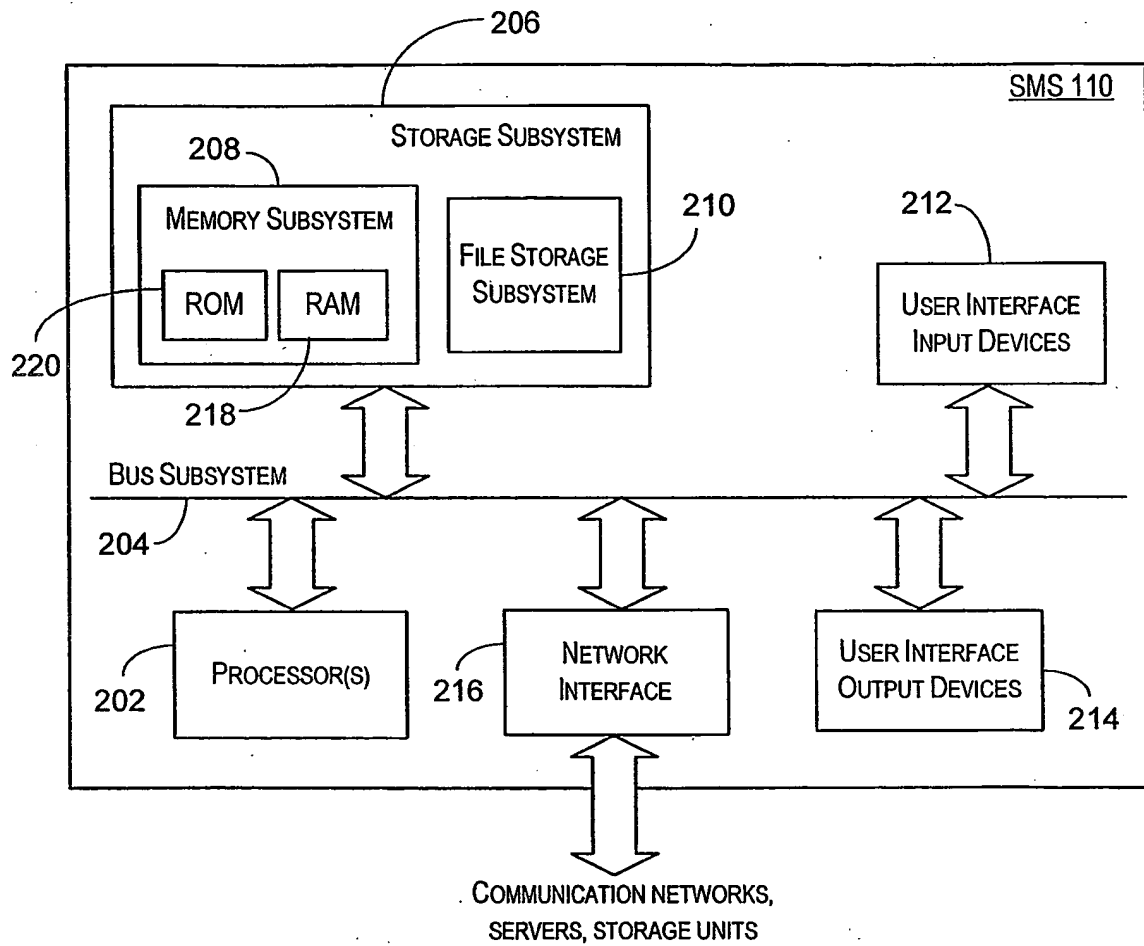 206
SMS 110
STORAGE SUBSYSTEM
208
MEMORY SUBSYSTEM
210
FILE STORAGE
SUBSYSTEM
212
ROM
RAM
USER INTERFACE
INPUT DEVICES
220
218
BUS SUBSYSTEM
204
PROCESSOR(S)
202
NETWORK
INTERFACE
216
USER INTERFACE
OUTPUT DEVICES
214
COMMUNICATION NETWORKS,
SERVERS, STORAGE UNITS